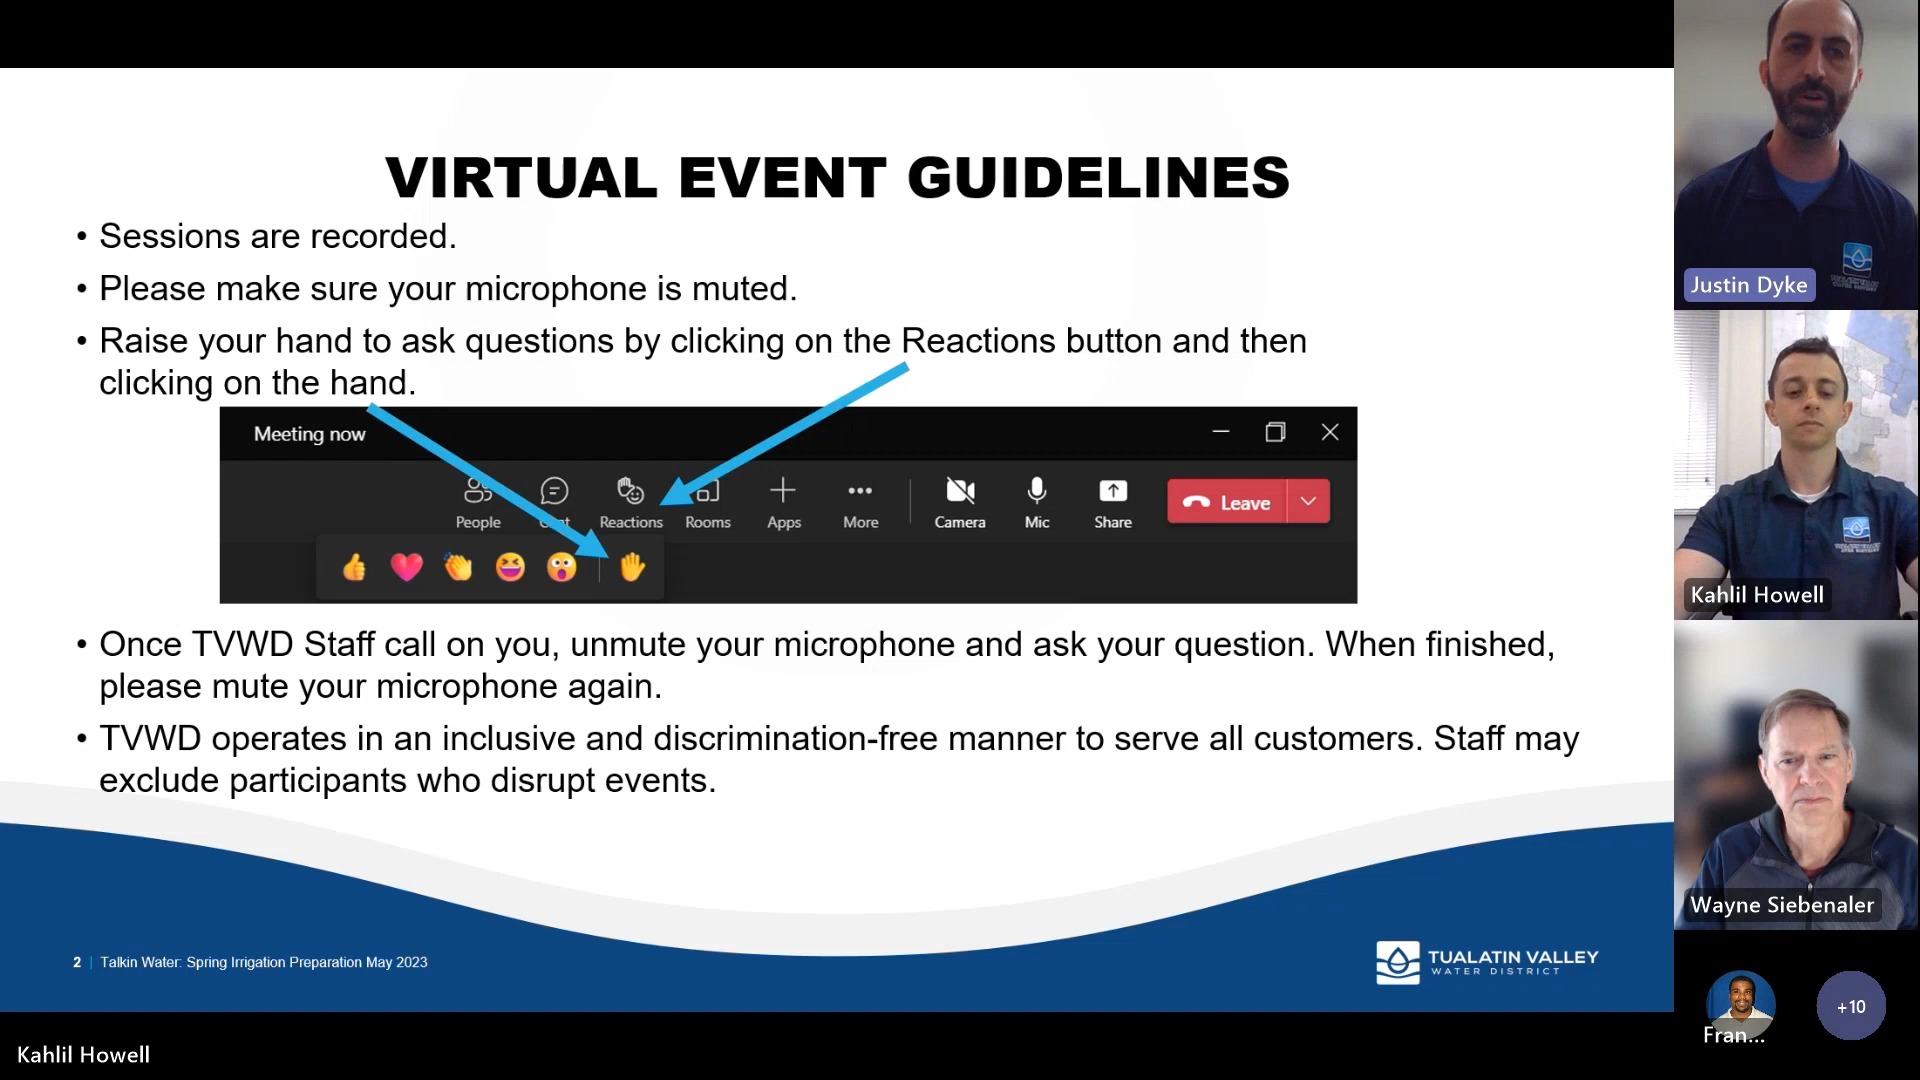 VIRTUAL EVENT GUIDELINES
• Sessions are recorded.
• Please make sure your microphone is muted.
• Raise your hand to ask questions by clicking on the Reactions button and then
clicking on the hand.
Meeting now
People
Chat
Reactions
Rooms
Apps
More
Camera
Mic
Share
Leave
• Once TVWD Staff call on you, unmute your microphone and ask your question. When finished,
please mute your microphone again.
• TVWD operates in an inclusive and discrimination-free manner to serve all customers. Staff may
exclude participants who disrupt events.
2 | Talkin Water: Spring Irrigation Preparation May 2023
TUALATIN VALLEY
WATER DISTRICT
Kahlil Howell
Justin Dyke
Kahlil Howell
Wayne Siebenaler
Fran...
+10